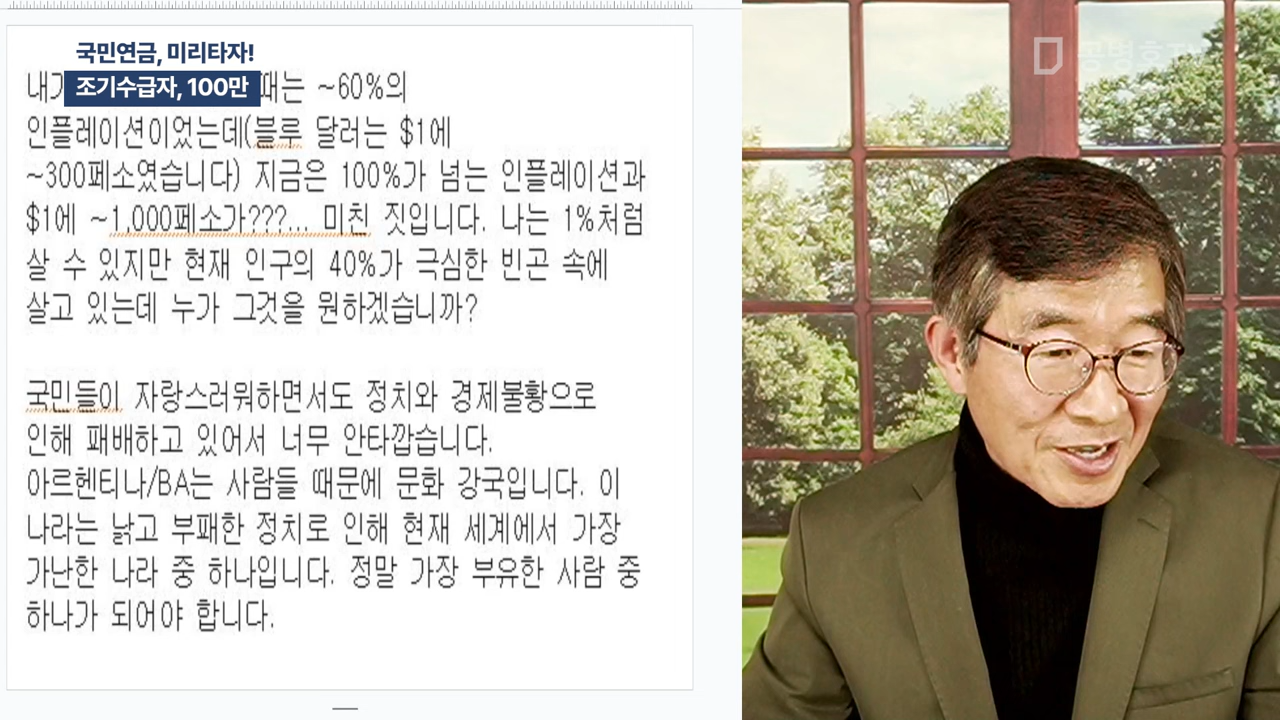 국민연금, 미리타자!
조기수급자, 100만
때는 ~60%의
인플레이션이었는데(블루 달러는 $1에
~300페소였습니다) 지금은 100%가 넘는 인플레이션과
$1에 ~1,000페소가???... 미친 짓입니다. 나는 1%처럼
살 수 있지만 현재 인구의 40%가 극심한 빈곤 속에
살고 있는데 누가 그것을 원하겠습니까?
국민들이 자랑스러워하면서도 정치와 경제불황으로
인해 패배하고 있어서 너무 안타깝습니다.
아르헨티나/BA는 사람들 때문에 문화 강국입니다. 이
나라는 낡고 부패한 정치로 인해 현재 세계에서 가장
가난한 나라 중 하나입니다. 정말 가장 부유한 사람 중
하나가 되어야 합니다.